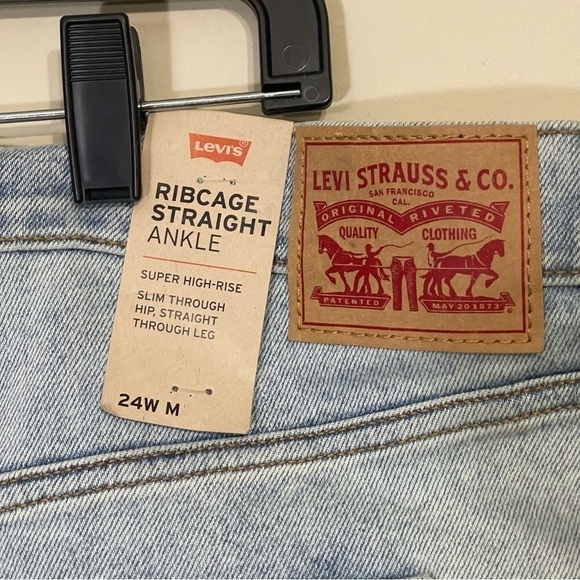 Levi's
RIBCAGE
STRAIGHT
ANKLE
SUPER HIGH-RISE
SLIM THROUGH
HIP, STRAIGHT
THROUGH LEG
24W M
LEVI STRAUSS & CO.
SAN FRANCISCO
CAL.
ORIGINAL RIVETED
QUALITY CLOTHING
PATENTED MAY 20 1873
®